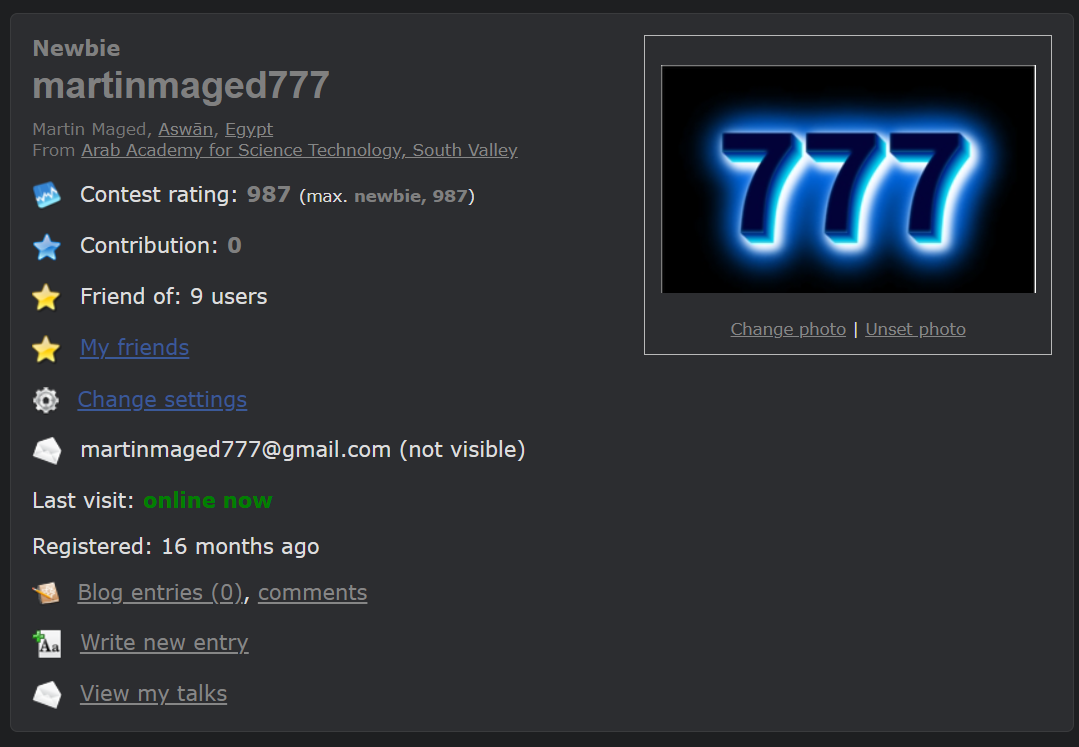 Newbie
martinmaged777
Martin Maged, Aswān, Egypt
From Arab Academy for Science Technology, South Valley
Contest rating: 987 (max. newbie, 987)
Contribution: 0
Friend of: 9 users
My friends
Change settings
martinmaged777@gmail.com (not visible)
Last visit: online now
Registered: 16 months ago
Blog entries (0), comments
Aa Write new entry
View my talks
777
Change photo | Unset photo